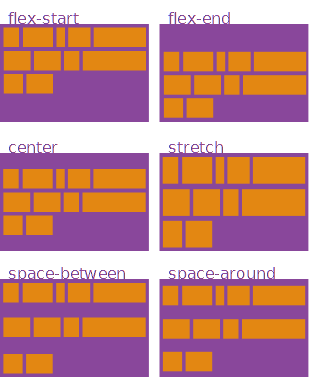 flex-start
flex-end
center
stretch
space-between
space-around